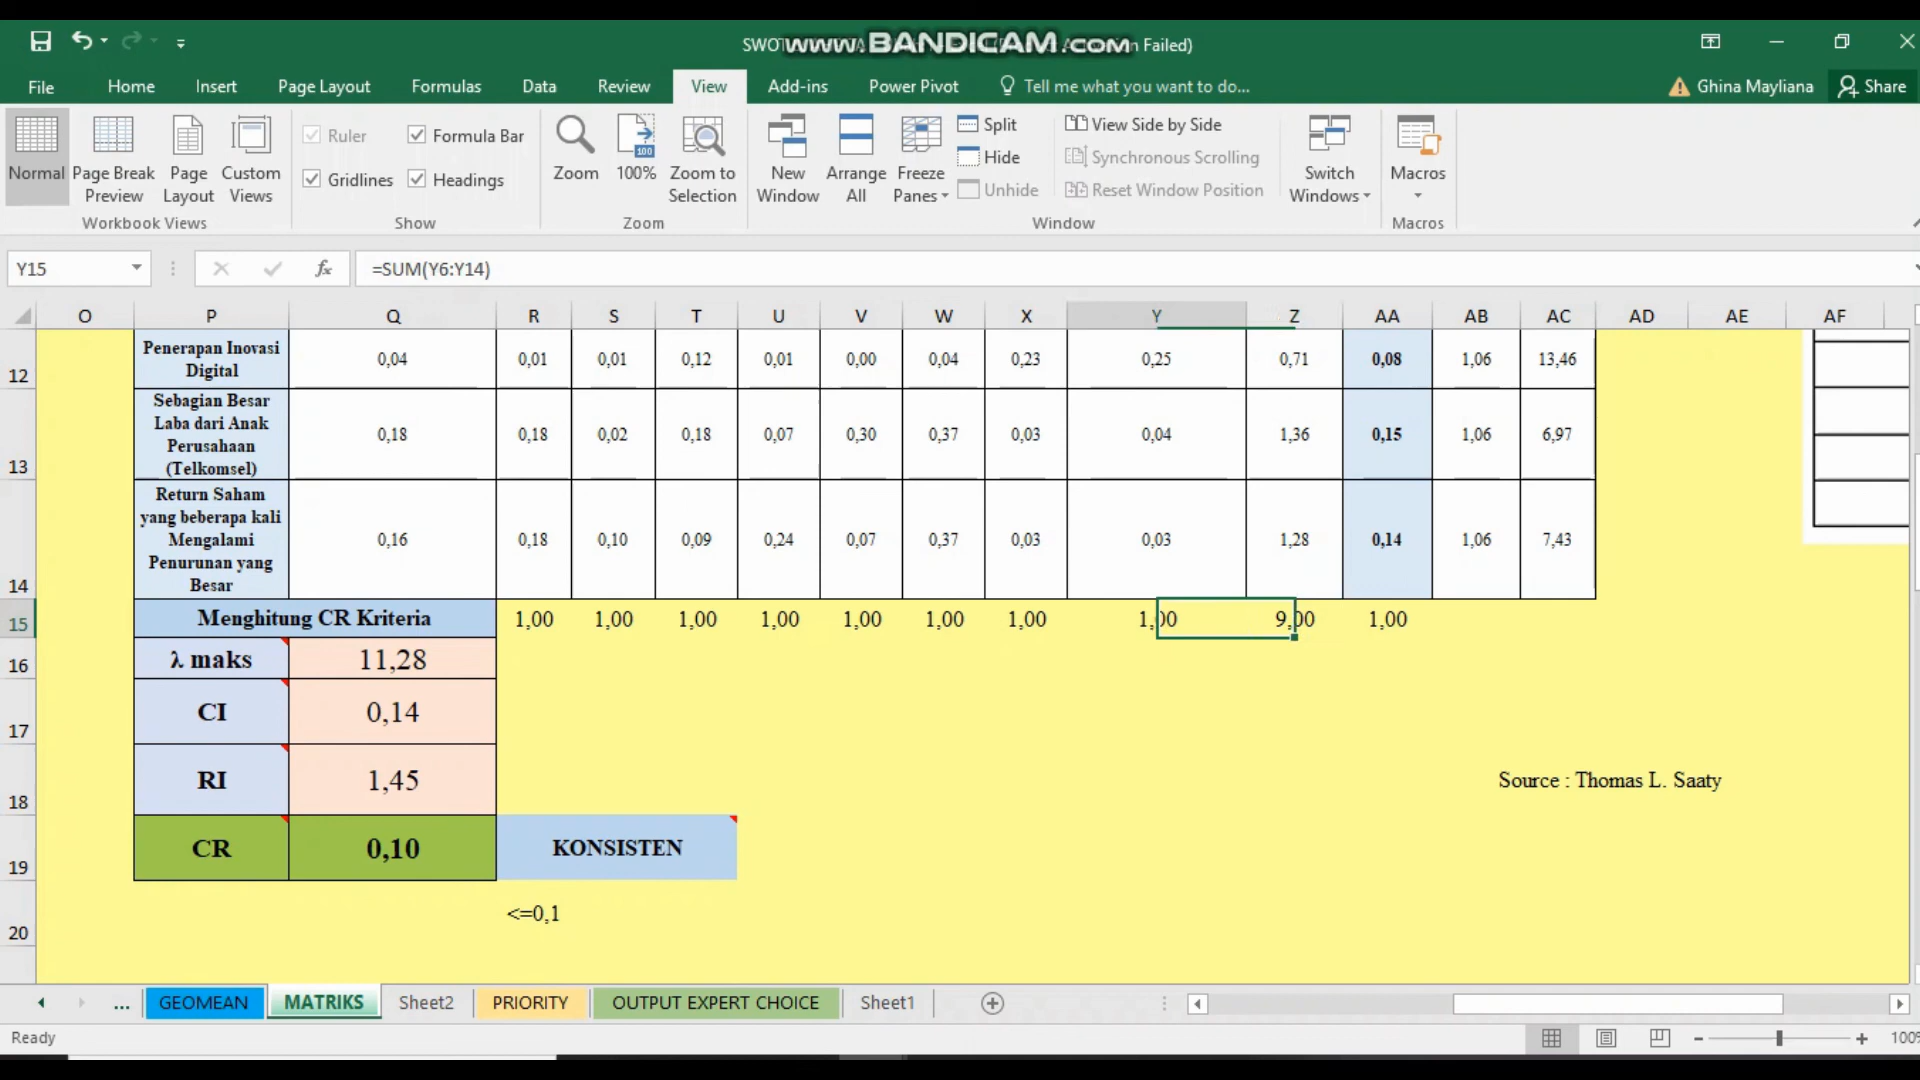 www.BANDICAM.com
SWOT n Failed)
File Home Insert Page Layout Formulas Data Review View Add-ins Power Pivot Tell me what you want to do... Ghina Mayliana Share
Normal Page Break Preview Page Layout Custom Views
Workbook Views
Ruler Formula Bar
Gridlines Headings
Show
Zoom 100% Zoom to Selection
Zoom
New Window Arrange All Freeze Panes
Split
Hide
Unhide
View Side by Side
Synchronous Scrolling
Reset Window Position
Switch Windows
Window
Macros
Macros
Y15 fx =SUM(Y6:Y14)
O P Q R S T U V W X Y Z AA AB AC AD AE AF
12 Penerapan Inovasi Digital 0,04 0,01 0,01 0,12 0,01 0,00 0,04 0,23 0,25 0,71 0,08 1,06 13,46
13 Sebagian Besar Laba dari Anak Perusahaan (Telkomsel) 0,18 0,18 0,02 0,18 0,07 0,30 0,37 0,03 0,04 1,36 0,15 1,06 6,97
14 Return Saham yang beberapa kali Mengalami Penurunan yang Besar 0,16 0,18 0,10 0,09 0,24 0,07 0,37 0,03 0,03 1,28 0,14 1,06 7,43
15 Menghitung CR Kriteria 1,00 1,00 1,00 1,00 1,00 1,00 1,00 1,00 9,00 1,00
16 λ maks 11,28
17 CI 0,14
18 RI 1,45 Source : Thomas L. Saaty
19 CR 0,10 KONSISTEN
20 <=0,1
... GEOMEAN MATRIKS Sheet2 PRIORITY OUTPUT EXPERT CHOICE Sheet1
Ready 100%